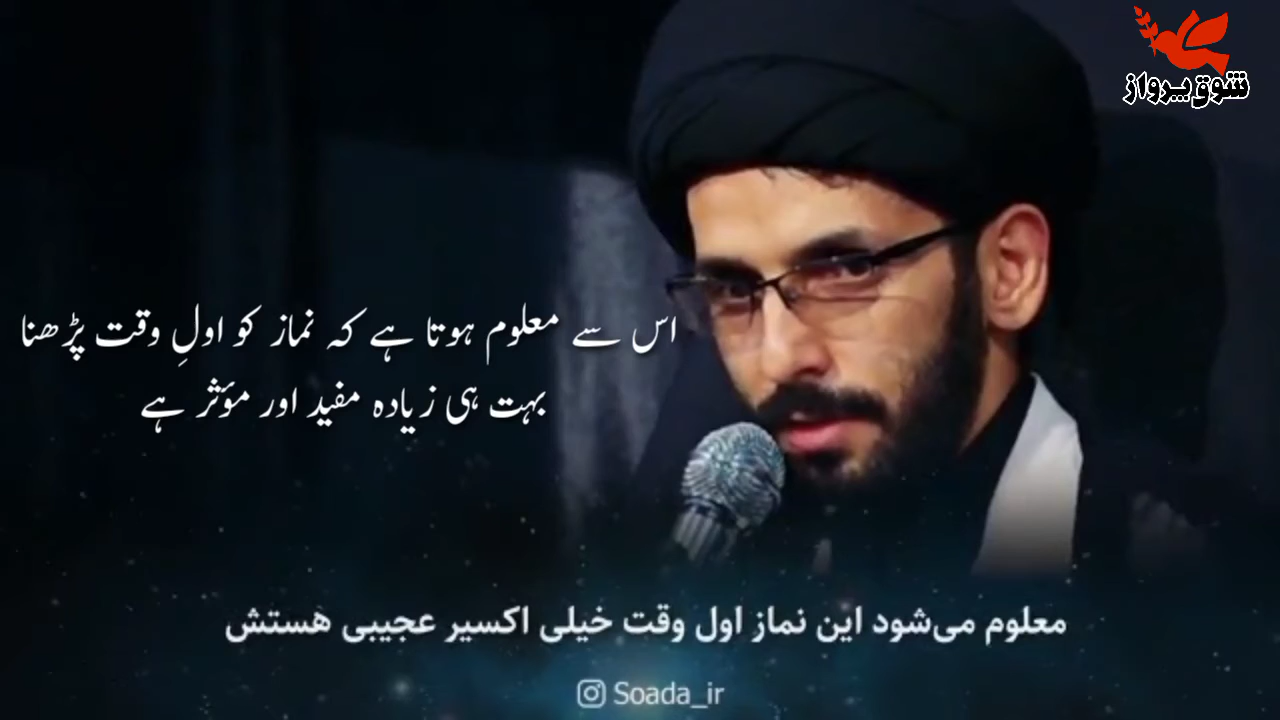 شوق پرواز
اس سے معلوم ہوتا ہے کہ نماز کو اولِ وقت پڑھنا
بہت ہی زیادہ مفید اور مؤثر ہے
معلوم می‌شود این نماز اول وقت خیلی اکسیر عجیبی هستش
Soada_ir